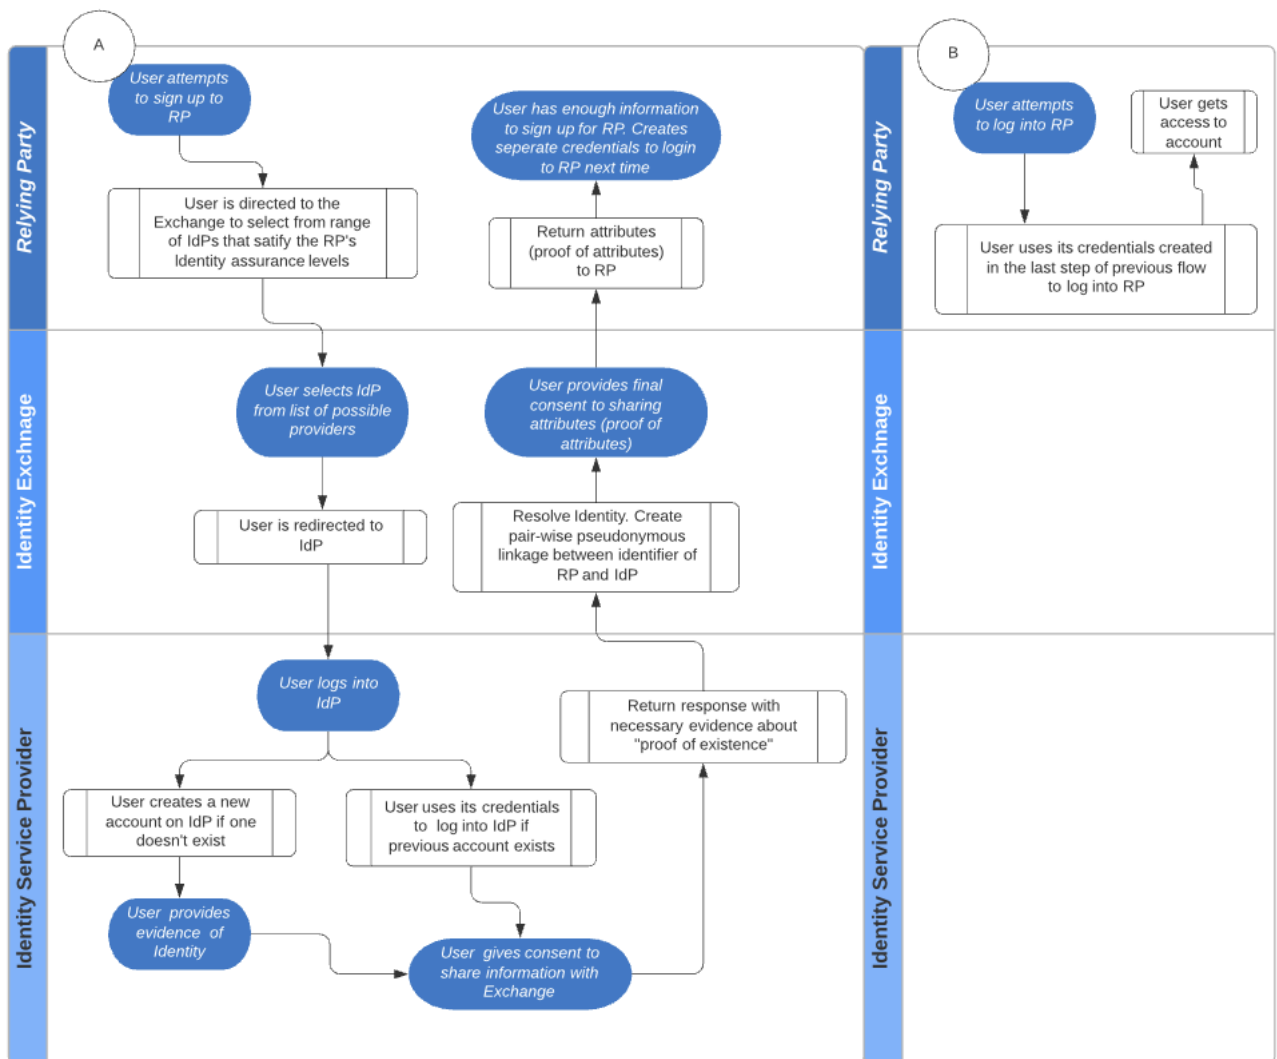 A
User attempts
to sign up to
RP
User is directed to the
Exchange to select from range
of IdPs that satify the RP's
Identity assurance levels
User has enough information
to sign up for RP. Creates
seperate credentials to login
to RP next time
Return attributes
(proof of attributes)
to RP
Relying Party
User selects IdP
from list of possible
providers
User is redirected to
IdP
User provides final
consent to sharing
attributes (proof of
attributes)
Resolve Identity. Create
pair-wise pseudonymous
linkage between identifier of
RP and IdP
Identity Exchnage
User logs into
IdP
User creates a new
account on IdP if one
doesn't exist
User uses its credentials
to log into IdP if
previous account exists
User provides
evidence of
Identity
User gives consent to
share information with
Exchange
Return response with
necessary evidence about
"proof of existence"
Identity Service Provider
B
User attempts
to log into RP
User gets
access to
account
User uses its credentials created
in the last step of previous flow
to log into RP
Relying Party
Identity Exchnage
Identity Service Provider